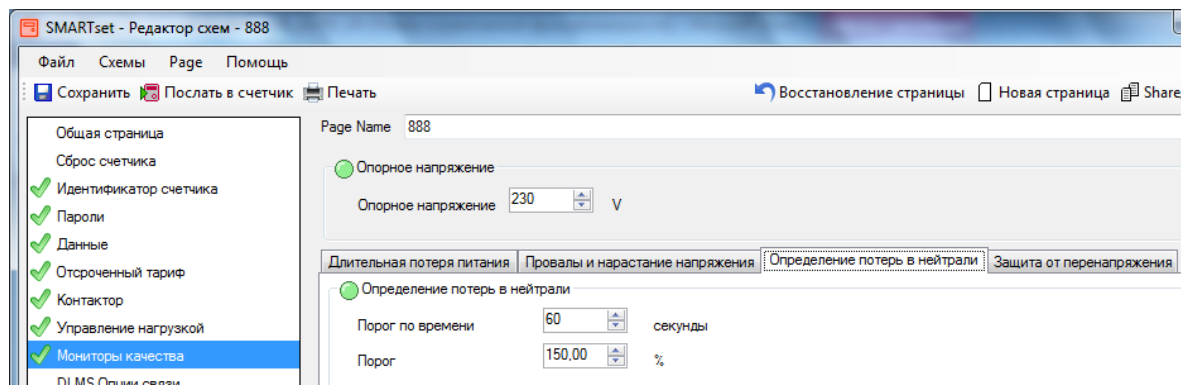 SMARTset - Редактор схем - 888
Файл Схемы Page Помощь
Сохранить Послать в счетчик Печать Восстановление страницы Новая страница Share
Общая страница
Сброс счетчика
Идентификатор счетчика
Пароли
Данные
Отсроченный тариф
Контактор
Управление нагрузкой
Мониторы качества
DLMS Опции связи
Page Name 888
Опорное напряжение
Опорное напряжение 230 V
Длительная потеря питания Провалы и нарастание напряжения Определение потерь в нейтрали Защита от перенапряжения
Определение потерь в нейтрали
Порог по времени 60 секунды
Порог 150,00 %